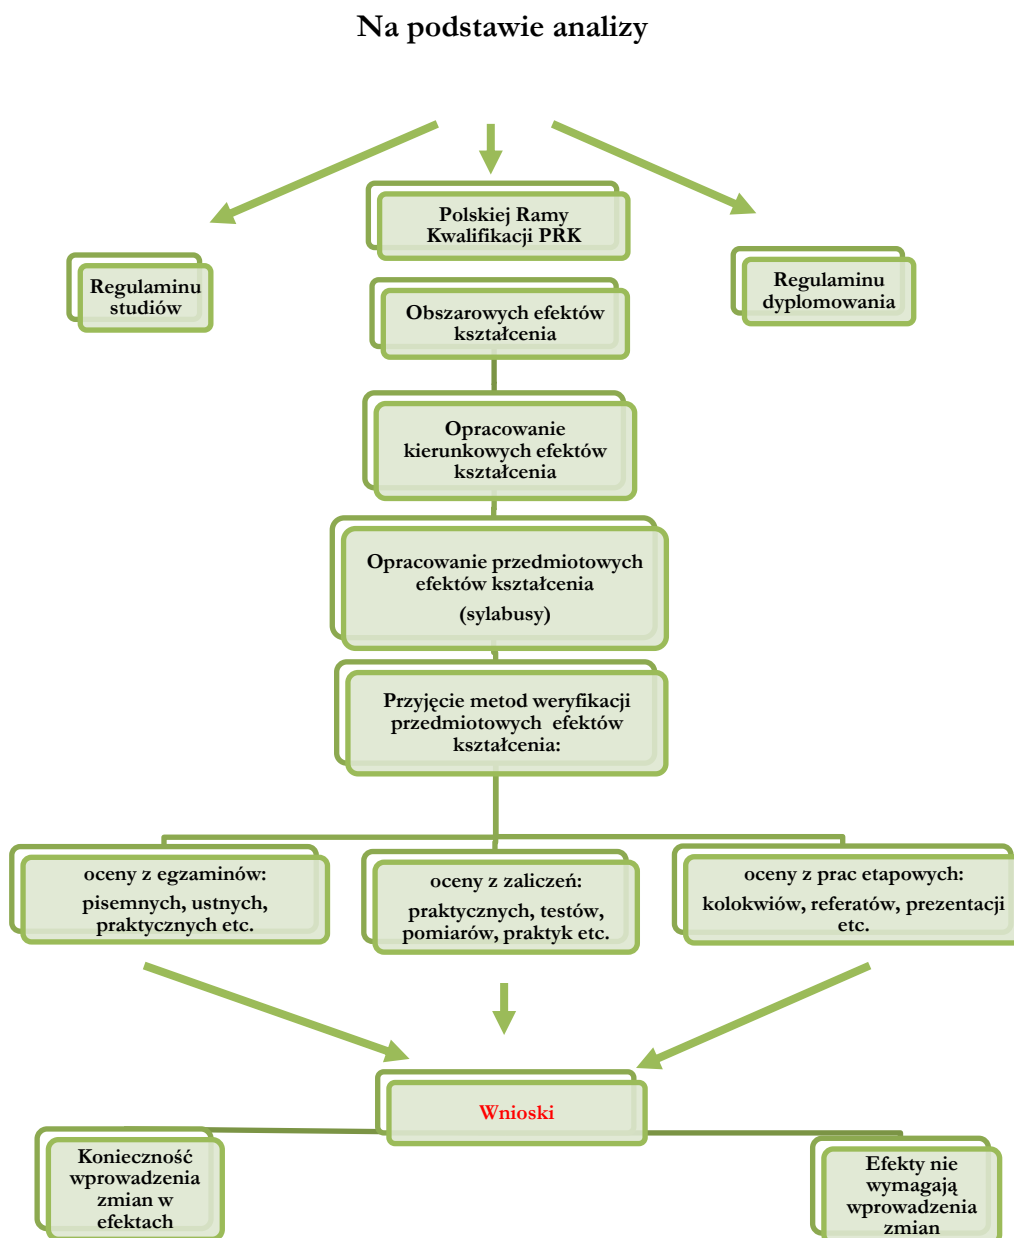 Na podstawie analizy
Polskiej Ramy
Kwalifikacji PRK
Regulaminu
studiów
Regulaminu
dyplomowania
Obszarowych efektów
kształcenia
Opracowanie
kierunkowych efektów
kształcenia
Opracowanie przedmiotowych
efektów kształcenia
(sylabusy)
Przyjęcie metod weryfikacji
przedmiotowych efektów
kształcenia:
oceny z egzaminów:
pisemnych, ustnych,
praktycznych etc.
oceny z zaliczeń:
praktycznych, testów,
pomiarów, praktyk etc.
oceny z prac etapowych:
kolokwiów, referatów, prezentacji
etc.
Wnioski
Konieczność
wprowadzenia
zmian w
efektach
Efekty nie
wymagają
wprowadzenia
zmian